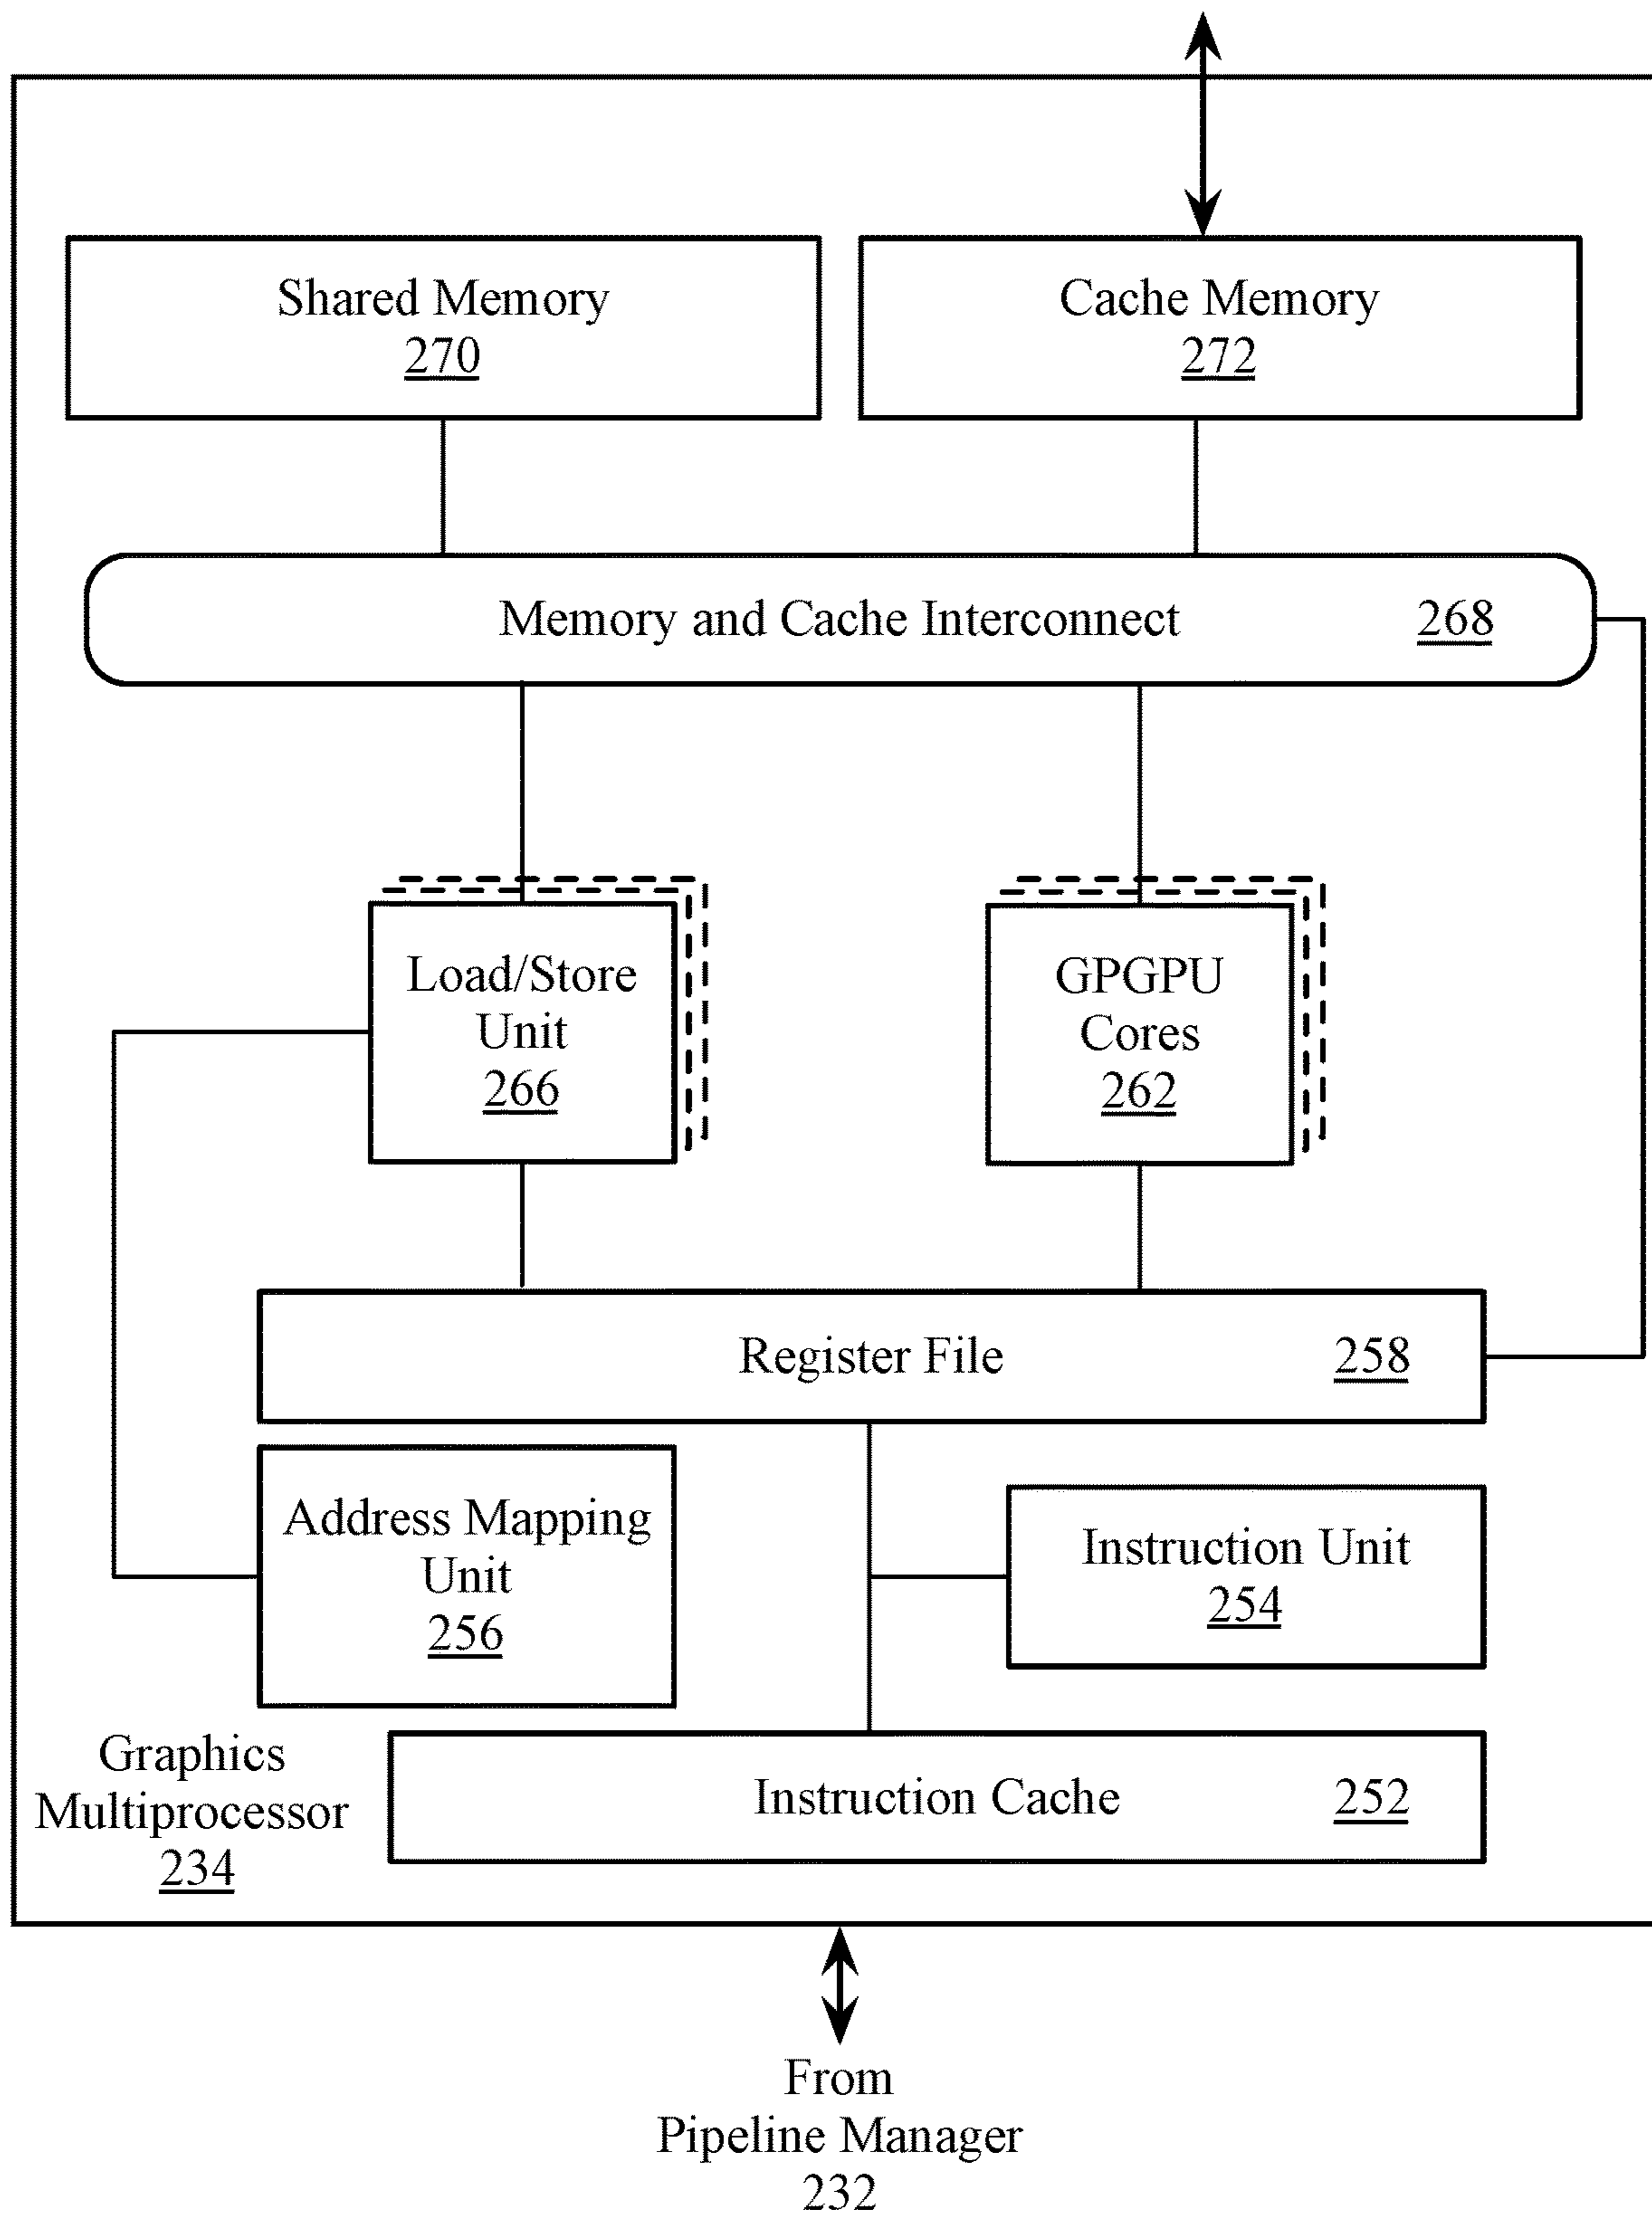 Shared Memory
270
Cache Memory
272
Memory and Cache Interconnect 268
Load/Store
Unit
266
GPGPU
Cores
262
Register File 258
Address Mapping
Unit
256
Instruction Unit
254
Graphics
Multiprocessor
234
Instruction Cache 252
From
Pipeline Manager
232